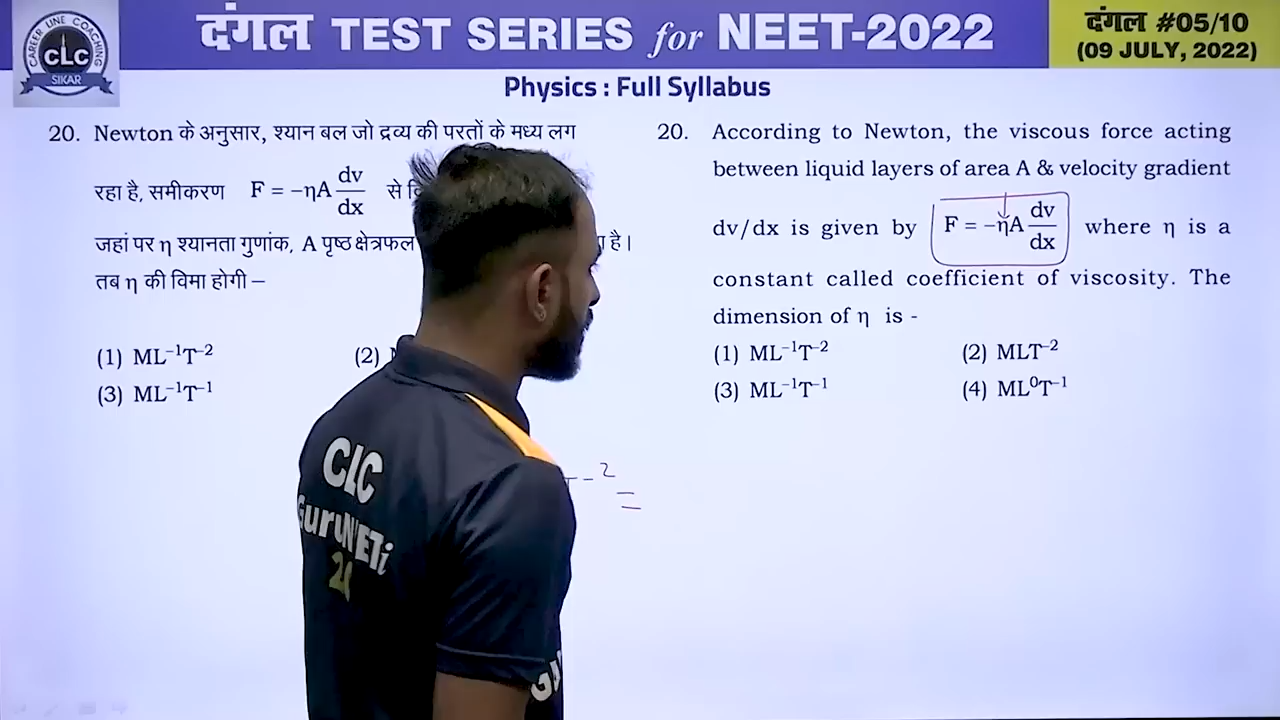 CAREER LINE COACHING
CLC
SIKAR
दंगल TEST SERIES for NEET-2022
दंगल #05/10
(09 JULY, 2022)
Physics : Full Syllabus
20. Newton के अनुसार, श्यान बल जो द्रव्य की परतों के मध्य लग
रहा है, समीकरण F = −ηA dv/dx से
जहां पर η श्यानता गुणांक, A पृष्ठ क्षेत्रफल है।
तब η की विमा होगी –
(1) ML⁻¹T⁻² (2)
(3) ML⁻¹T⁻¹
20. According to Newton, the viscous force acting
between liquid layers of area A & velocity gradient
dv/dx is given by F = −ηA dv/dx where η is a
constant called coefficient of viscosity. The
dimension of η is -
(1) ML⁻¹T⁻² (2) MLT⁻²
(3) ML⁻¹T⁻¹ (4) ML⁰T⁻¹
- 2 =
CLC
GuruNEETi